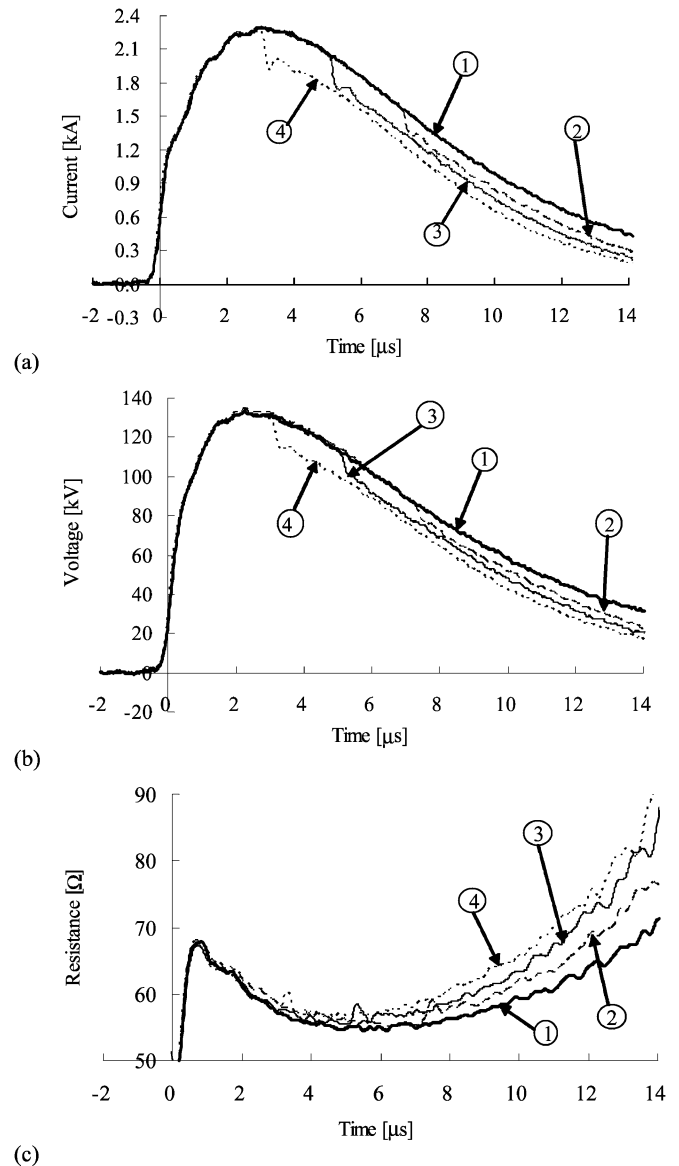 2.4
2.1
1.8
1.5
1.2
0.9
0.6
0.3
0.0
-0.3
Current [kA]
-2 0 2 4 6 8 10 12 14
Time [μs]
① ② ③ ④
(a)
140
120
100
80
60
40
20
0
-20
Voltage [kV]
-2 0 2 4 6 8 10 12 14
Time [μs]
③ ① ④ ②
(b)
90
80
70
60
50
Resistance [Ω]
-2 0 2 4 6 8 10 12 14
Time [μs]
③ ④ ② ①
(c)